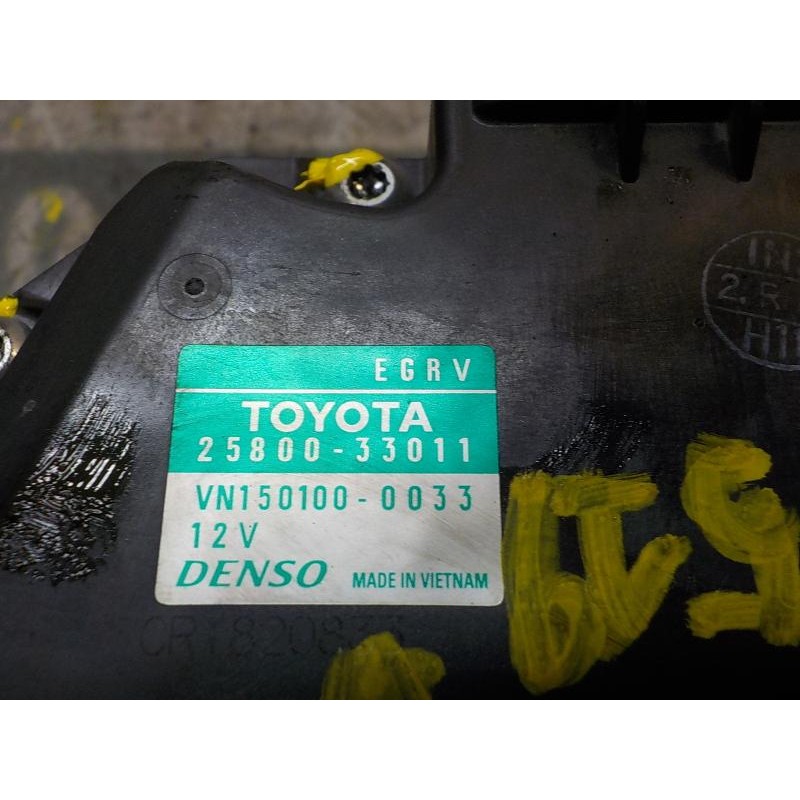 EGRV
TOYOTA
25800-33011
VN150100-0033
12V
DENSO MADE IN VIETNAM